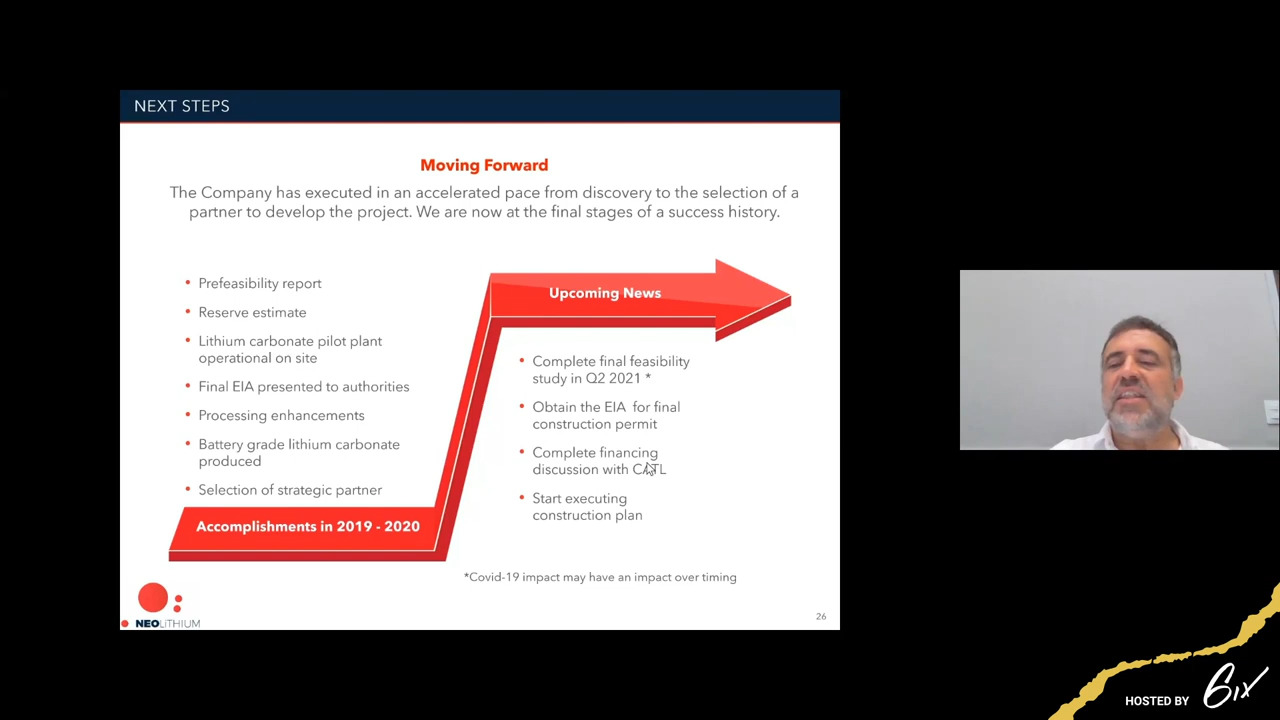 NEXT STEPS
Moving Forward
The Company has executed in an accelerated pace from discovery to the selection of a
partner to develop the project. We are now at the final stages of a success history.
• Prefeasibility report
• Reserve estimate
• Lithium carbonate pilot plant
operational on site
• Final EIA presented to authorities
• Processing enhancements
• Battery grade lithium carbonate
produced
• Selection of strategic partner
Accomplishments in 2019 - 2020
Upcoming News
• Complete final feasibility
study in Q2 2021 *
• Obtain the EIA for final
construction permit
• Complete financing
discussion with CATL
• Start executing
construction plan
*Covid-19 impact may have an impact over timing
NEOLITHIUM
26
HOSTED BY 6ix